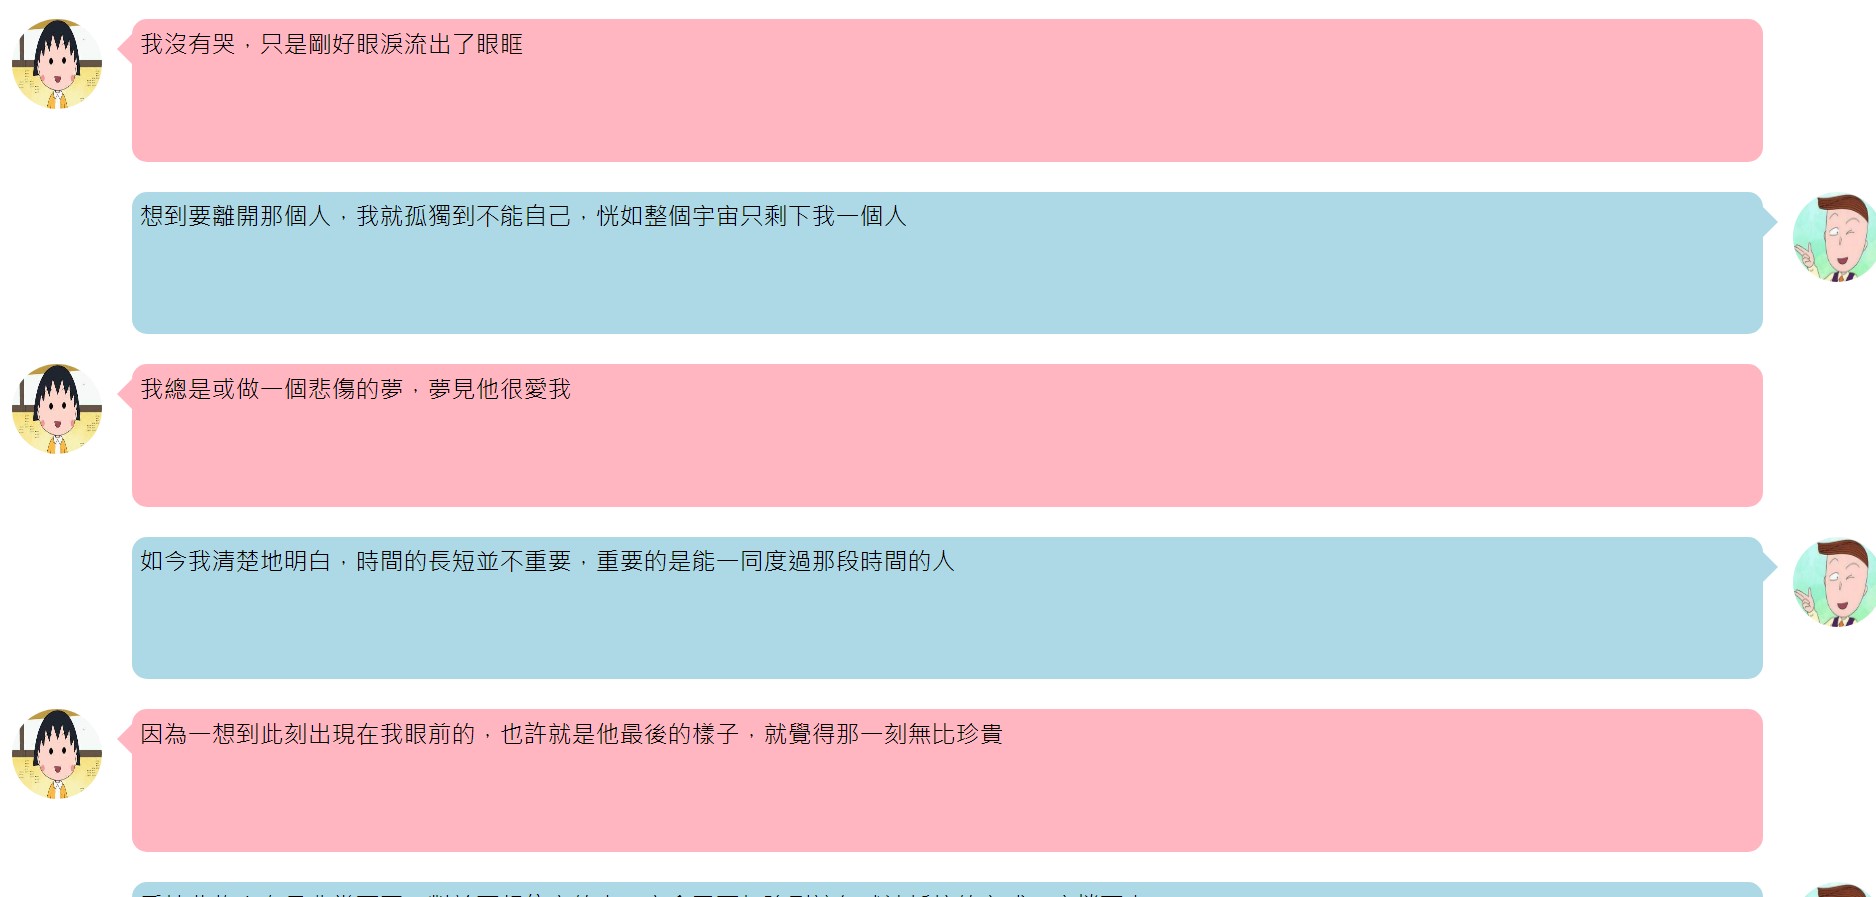 我沒有哭，只是剛好眼淚流出了眼眶
想到要離開那個人，我就孤獨到不能自己，恍如整個宇宙只剩下我一個人
我總是或做一個悲傷的夢，夢見他很愛我
如今我清楚地明白，時間的長短並不重要，重要的是能一同度過那段時間的人
因為一想到此刻出現在我眼前的，也許就是他最後的樣子，就覺得那一刻無比珍貴